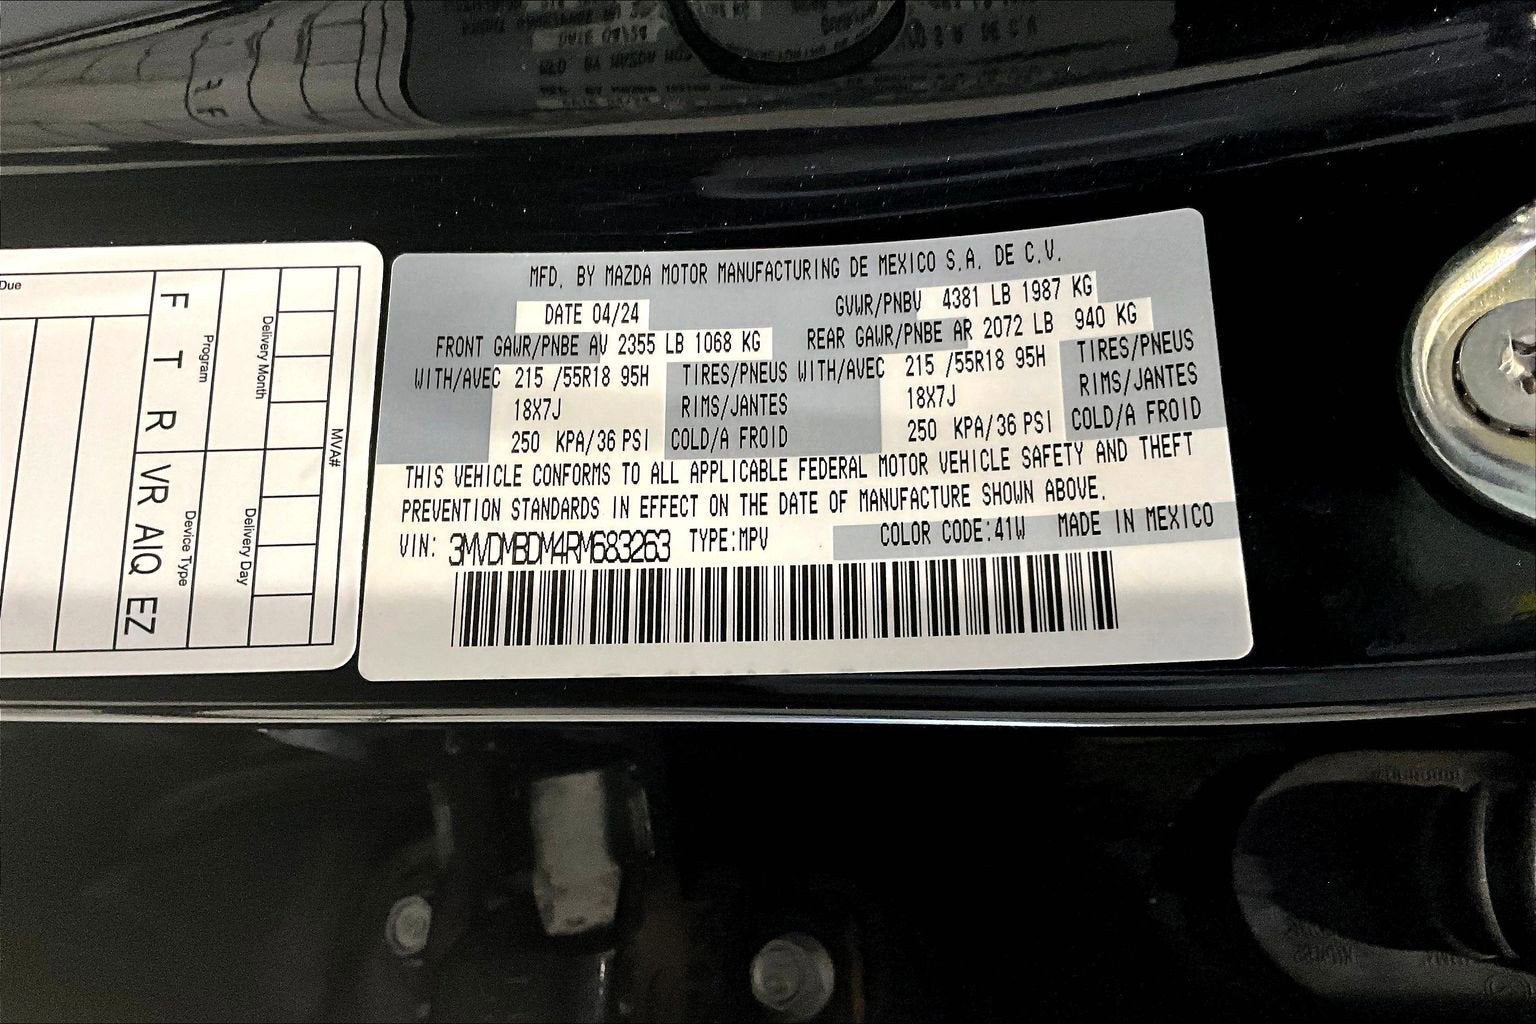 MFD. BY MAZDA MOTOR MANUFACTURING DE MEXICO S.A. DE C.V.
DATE 04/24 GVWR/PNBV 4381 LB 1987 KG
FRONT GAWR/PNBE AV 2355 LB 1068 KG REAR GAWR/PNBE AR 2072 LB 940 KG
WITH/AVEC 215 /55R18 95H TIRES/PNEUS WITH/AVEC 215 /55R18 95H TIRES/PNEUS
18X7J RIMS/JANTES 18X7J RIMS/JANTES
250 KPA/36 PSI COLD/A FROID 250 KPA/36 PSI COLD/A FROID
THIS VEHICLE CONFORMS TO ALL APPLICABLE FEDERAL MOTOR VEHICLE SAFETY AND THEFT
PREVENTION STANDARDS IN EFFECT ON THE DATE OF MANUFACTURE SHOWN ABOVE.
VIN: 3MVDMBDM4RM683263 TYPE:MPV COLOR CODE:41W MADE IN MEXICO
MVA#
Delivery Month Delivery Day
Program Device Type
F T R VR AIQ EZ
Due